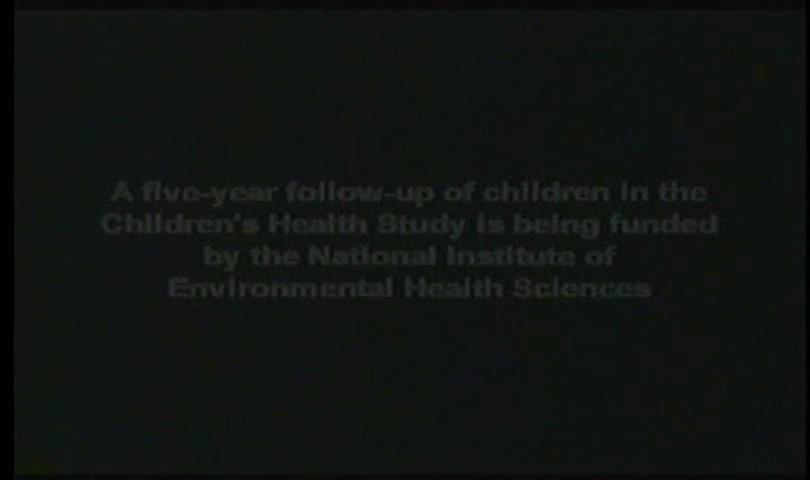 A five-year follow-up of children in the
Children's Health Study is being funded
by the National Institute of
Environmental Health Sciences